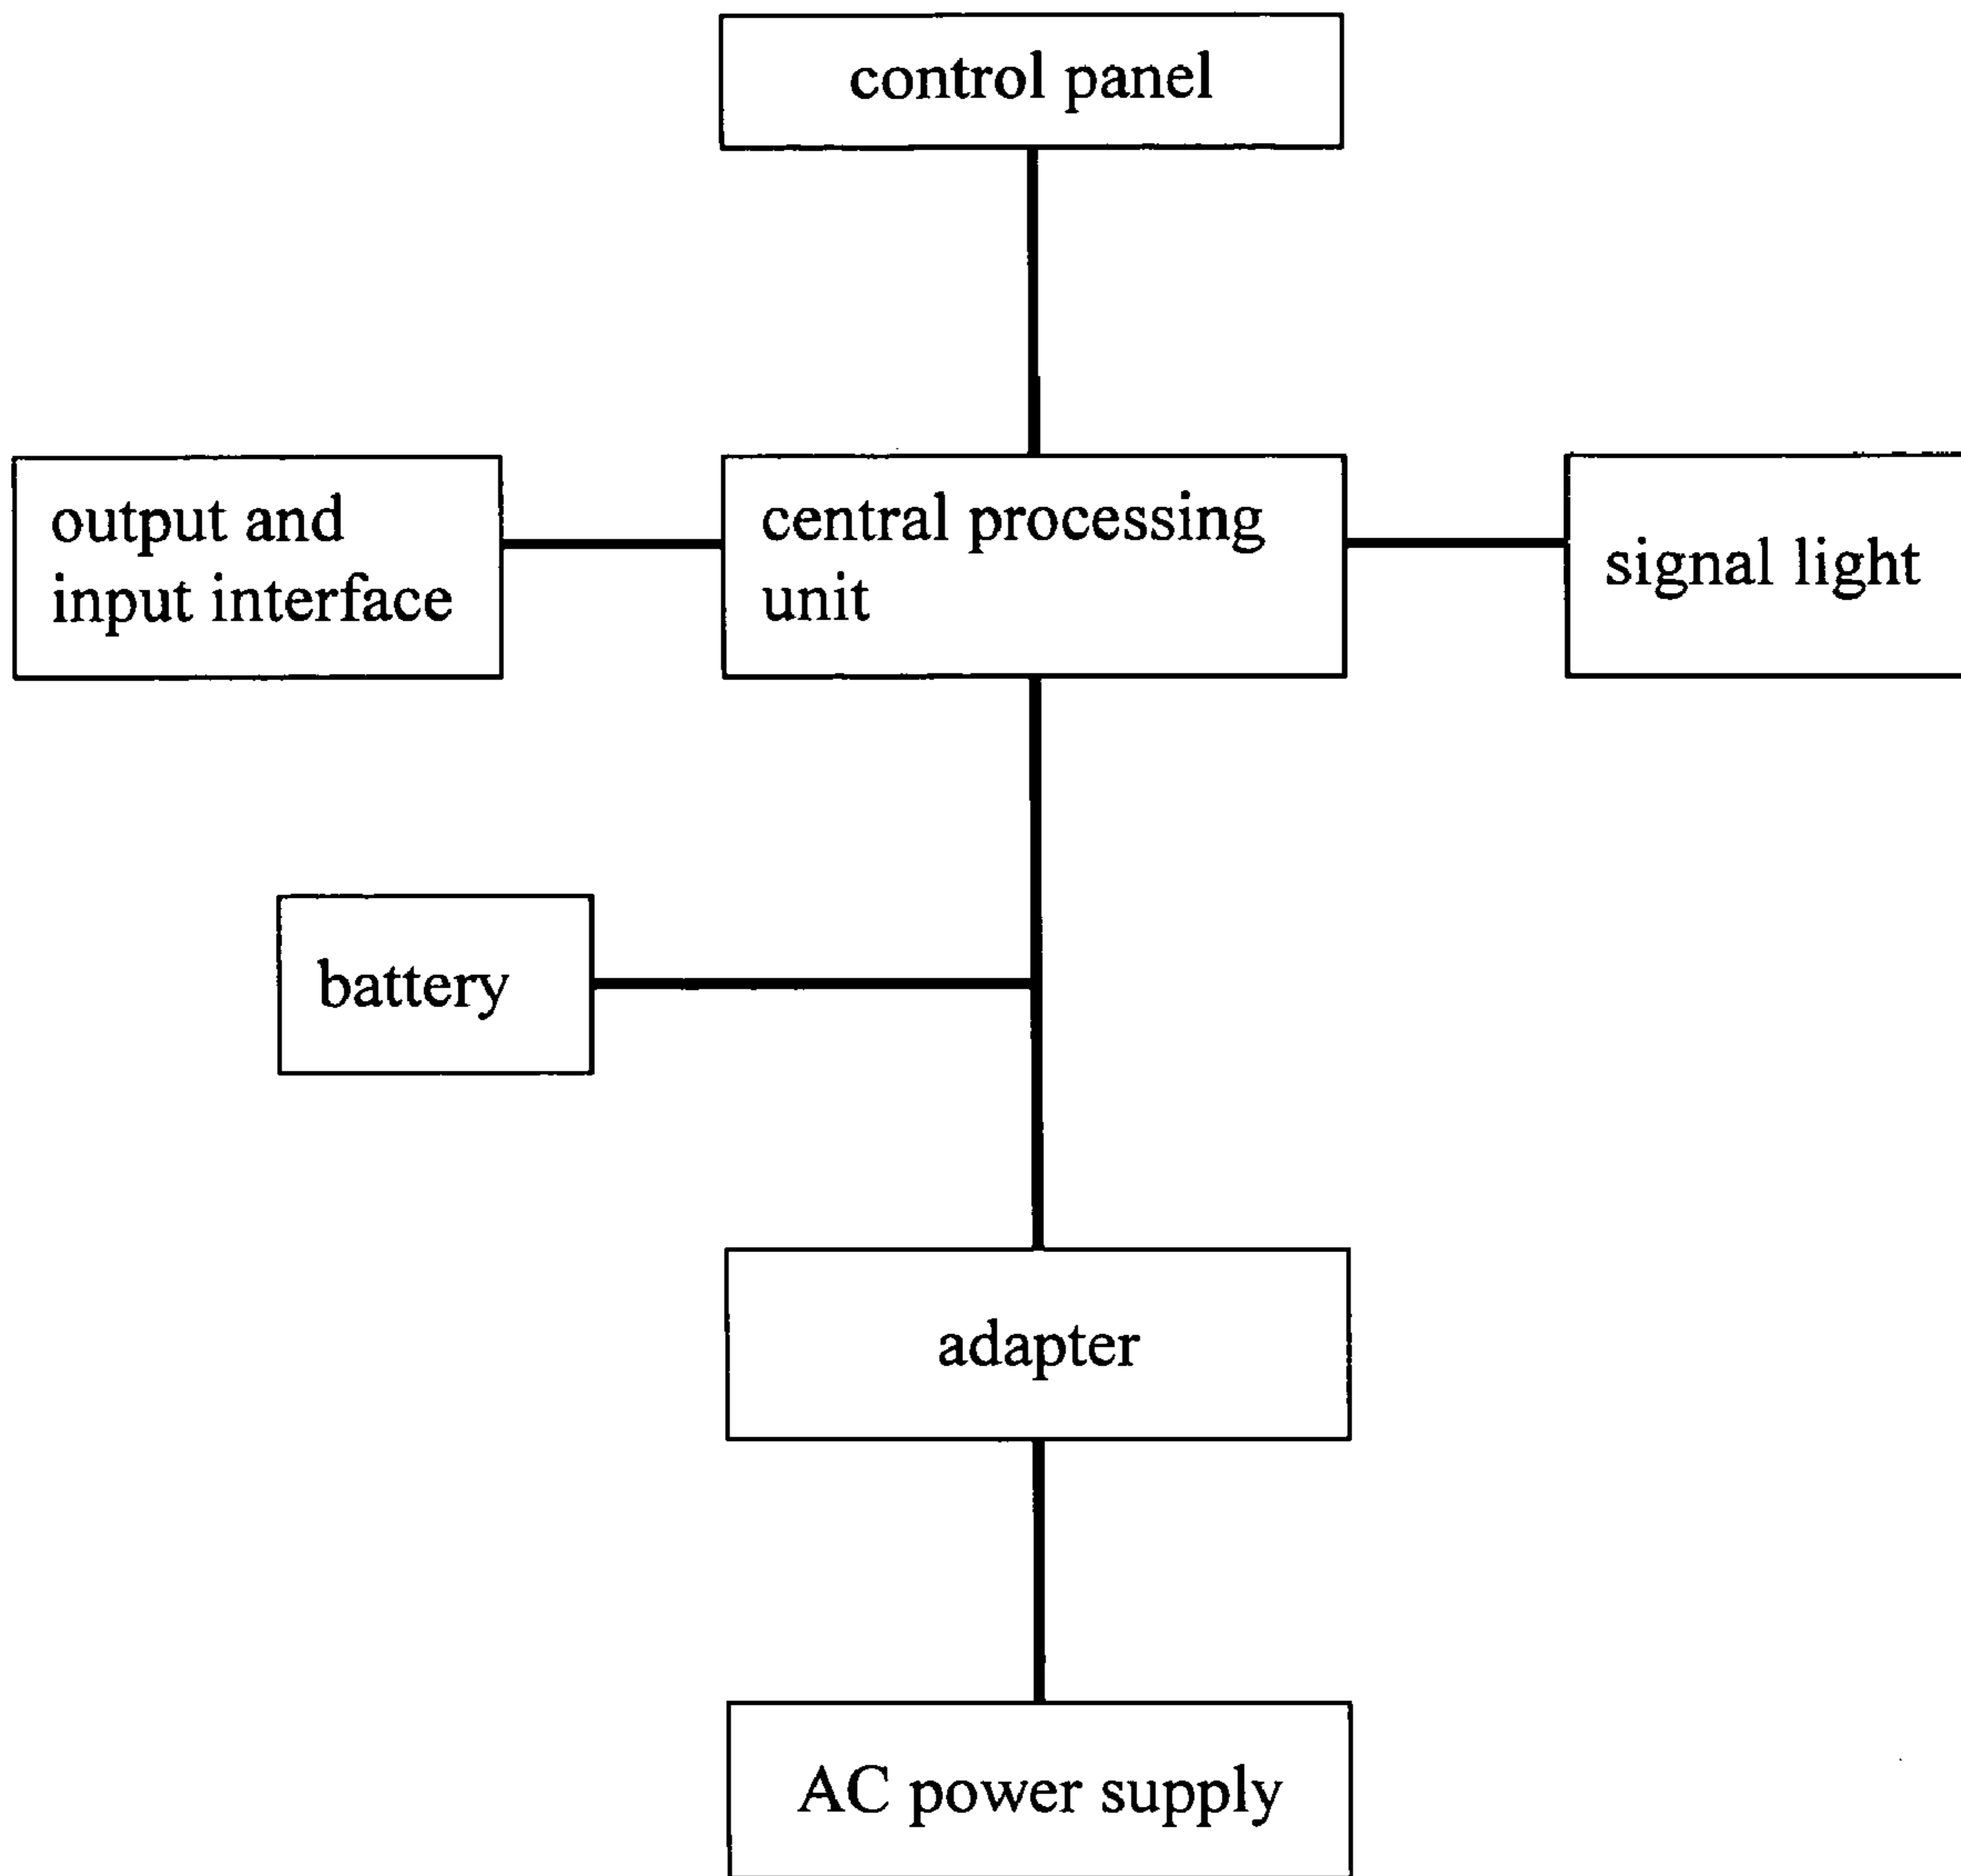 control panel
output and
input interface
central processing
unit
signal light
battery
adapter
AC power supply